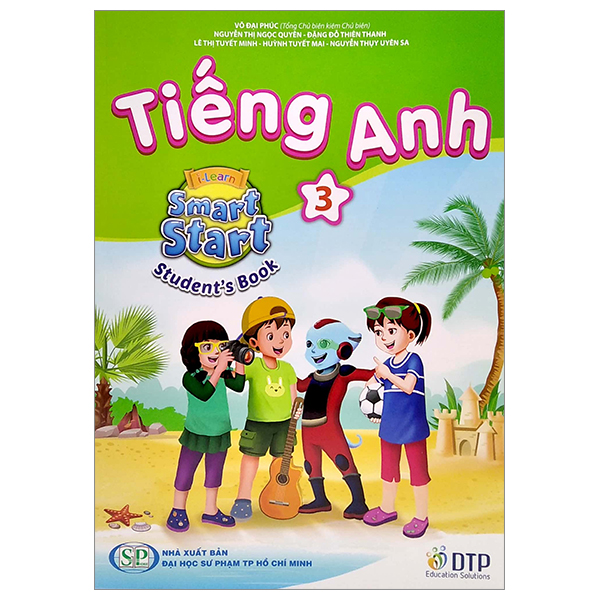 VÕ ĐẠI PHÚC (Tổng Chủ biên kiêm Chủ biên)
NGUYỄN THỊ NGỌC QUYÊN - ĐẶNG ĐỖ THIÊN THANH
LÊ THỊ TUYẾT MINH - HUỲNH TUYẾT MAI - NGUYỄN THỤY UYÊN SA
Tiếng Anh
i-Learn
Smart
Start
3
Student's Book
SP
NHÀ XUẤT BẢN
ĐẠI HỌC SƯ PHẠM TP HỒ CHÍ MINH
DTP
Education Solutions